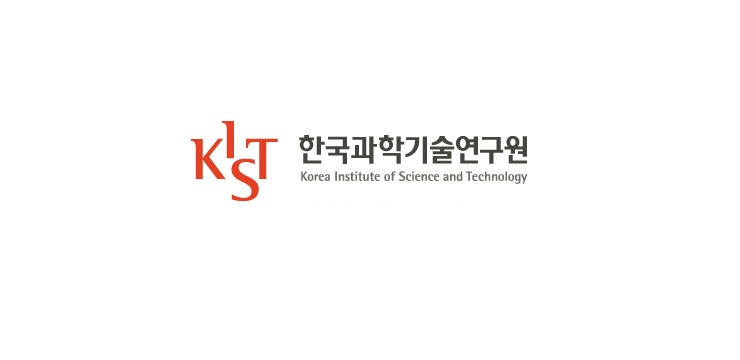 KIST
한국과학기술연구원
Korea Institute of Science and Technology